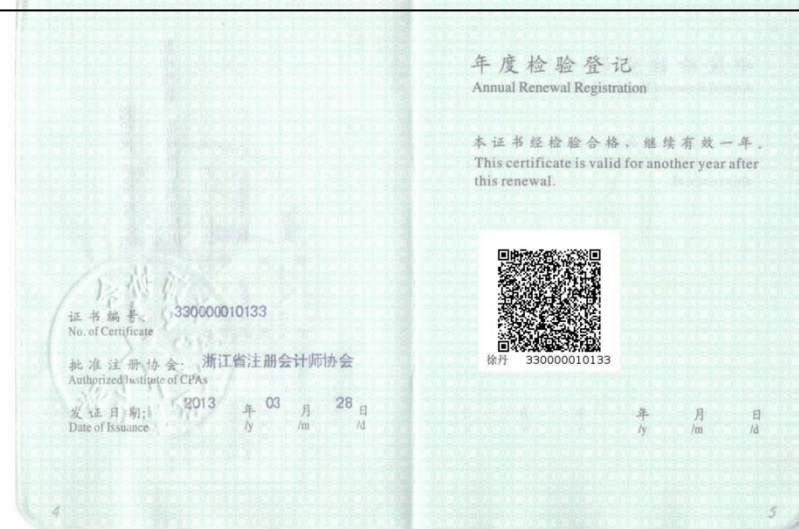 证书编号：330000010133
No. of Certificate
批准注册协会：浙江省注册会计师协会
Authorized Institute of CPAs
发证日期：2013 年 03 月 28 日
Date of Issuance /y /m /d
4
年度检验登记
Annual Renewal Registration
本证书经检验合格，继续有效一年。
This certificate is valid for another year after
this renewal.
徐丹 330000010133
年 月 日
/y /m /d
5